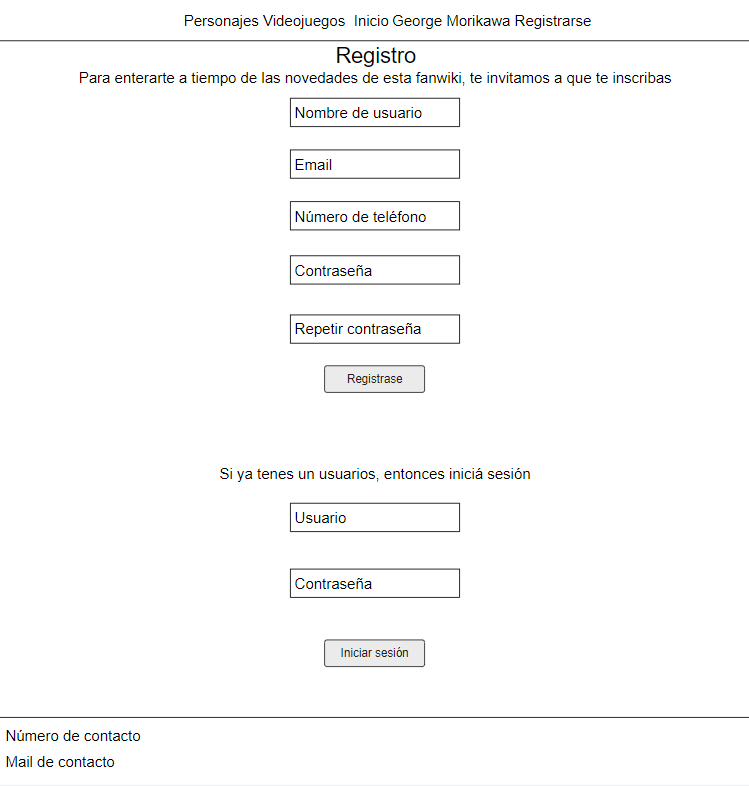 Personajes Videojuegos Inicio George Morikawa Registrarse
Registro
Para enterarte a tiempo de las novedades de esta fanwiki, te invitamos a que te inscribas
Nombre de usuario
Email
Número de teléfono
Contraseña
Repetir contraseña
Registrase
Si ya tenes un usuarios, entonces iniciá sesión
Usuario
Contraseña
Iniciar sesión
Número de contacto
Mail de contacto